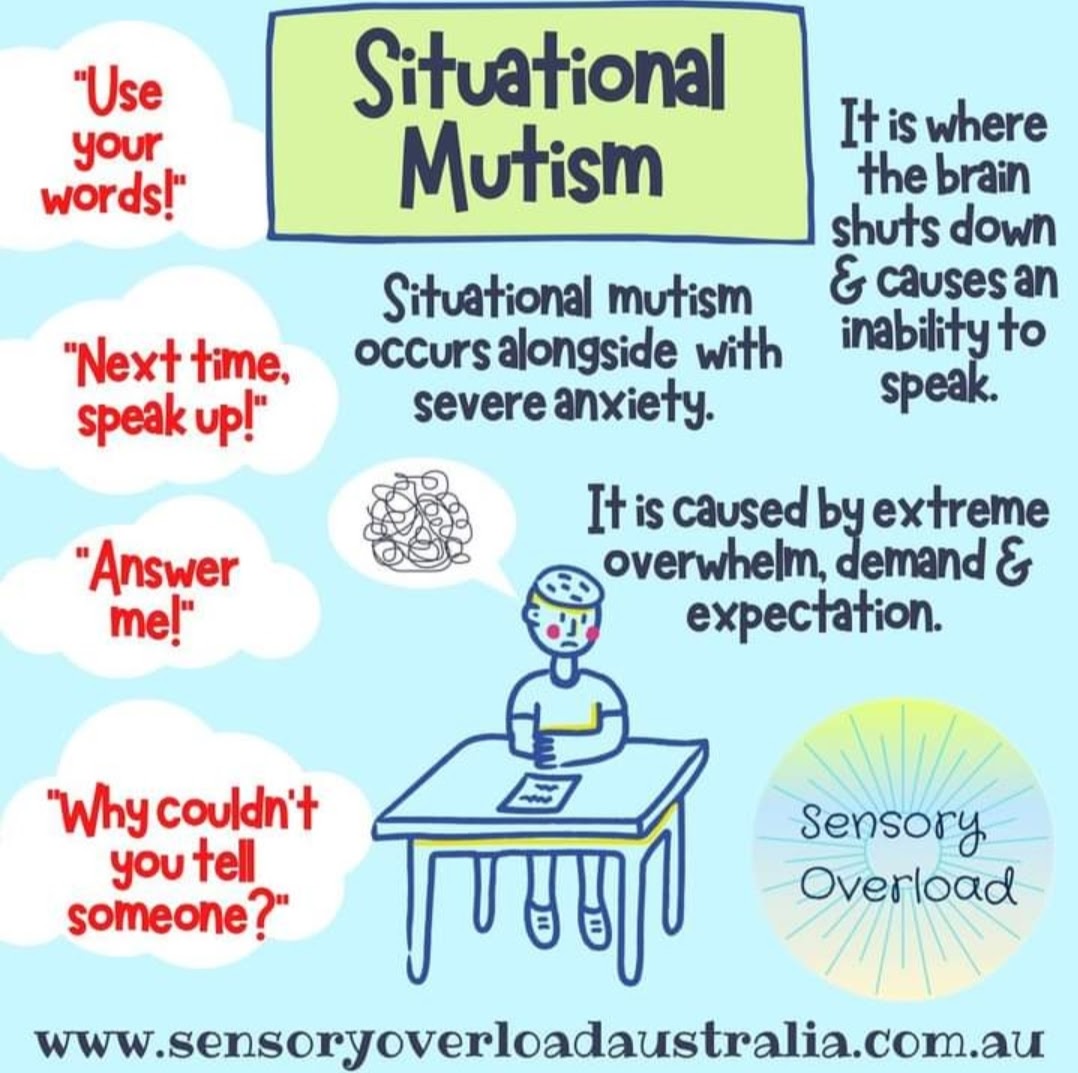 Situational
Mutism
"Use
your
words!"
It is where
the brain
shuts down
& causes an
inability to
speak.
Situational mutism
occurs alongside with
severe anxiety.
"Next time,
speak up!"
It is caused by extreme
overwhelm, demand &
expectation.
"Answer
me!"
"Why couldn't
you tell
someone?"
Sensory
Overload
www.sensoryoverloadaustralia.com.au